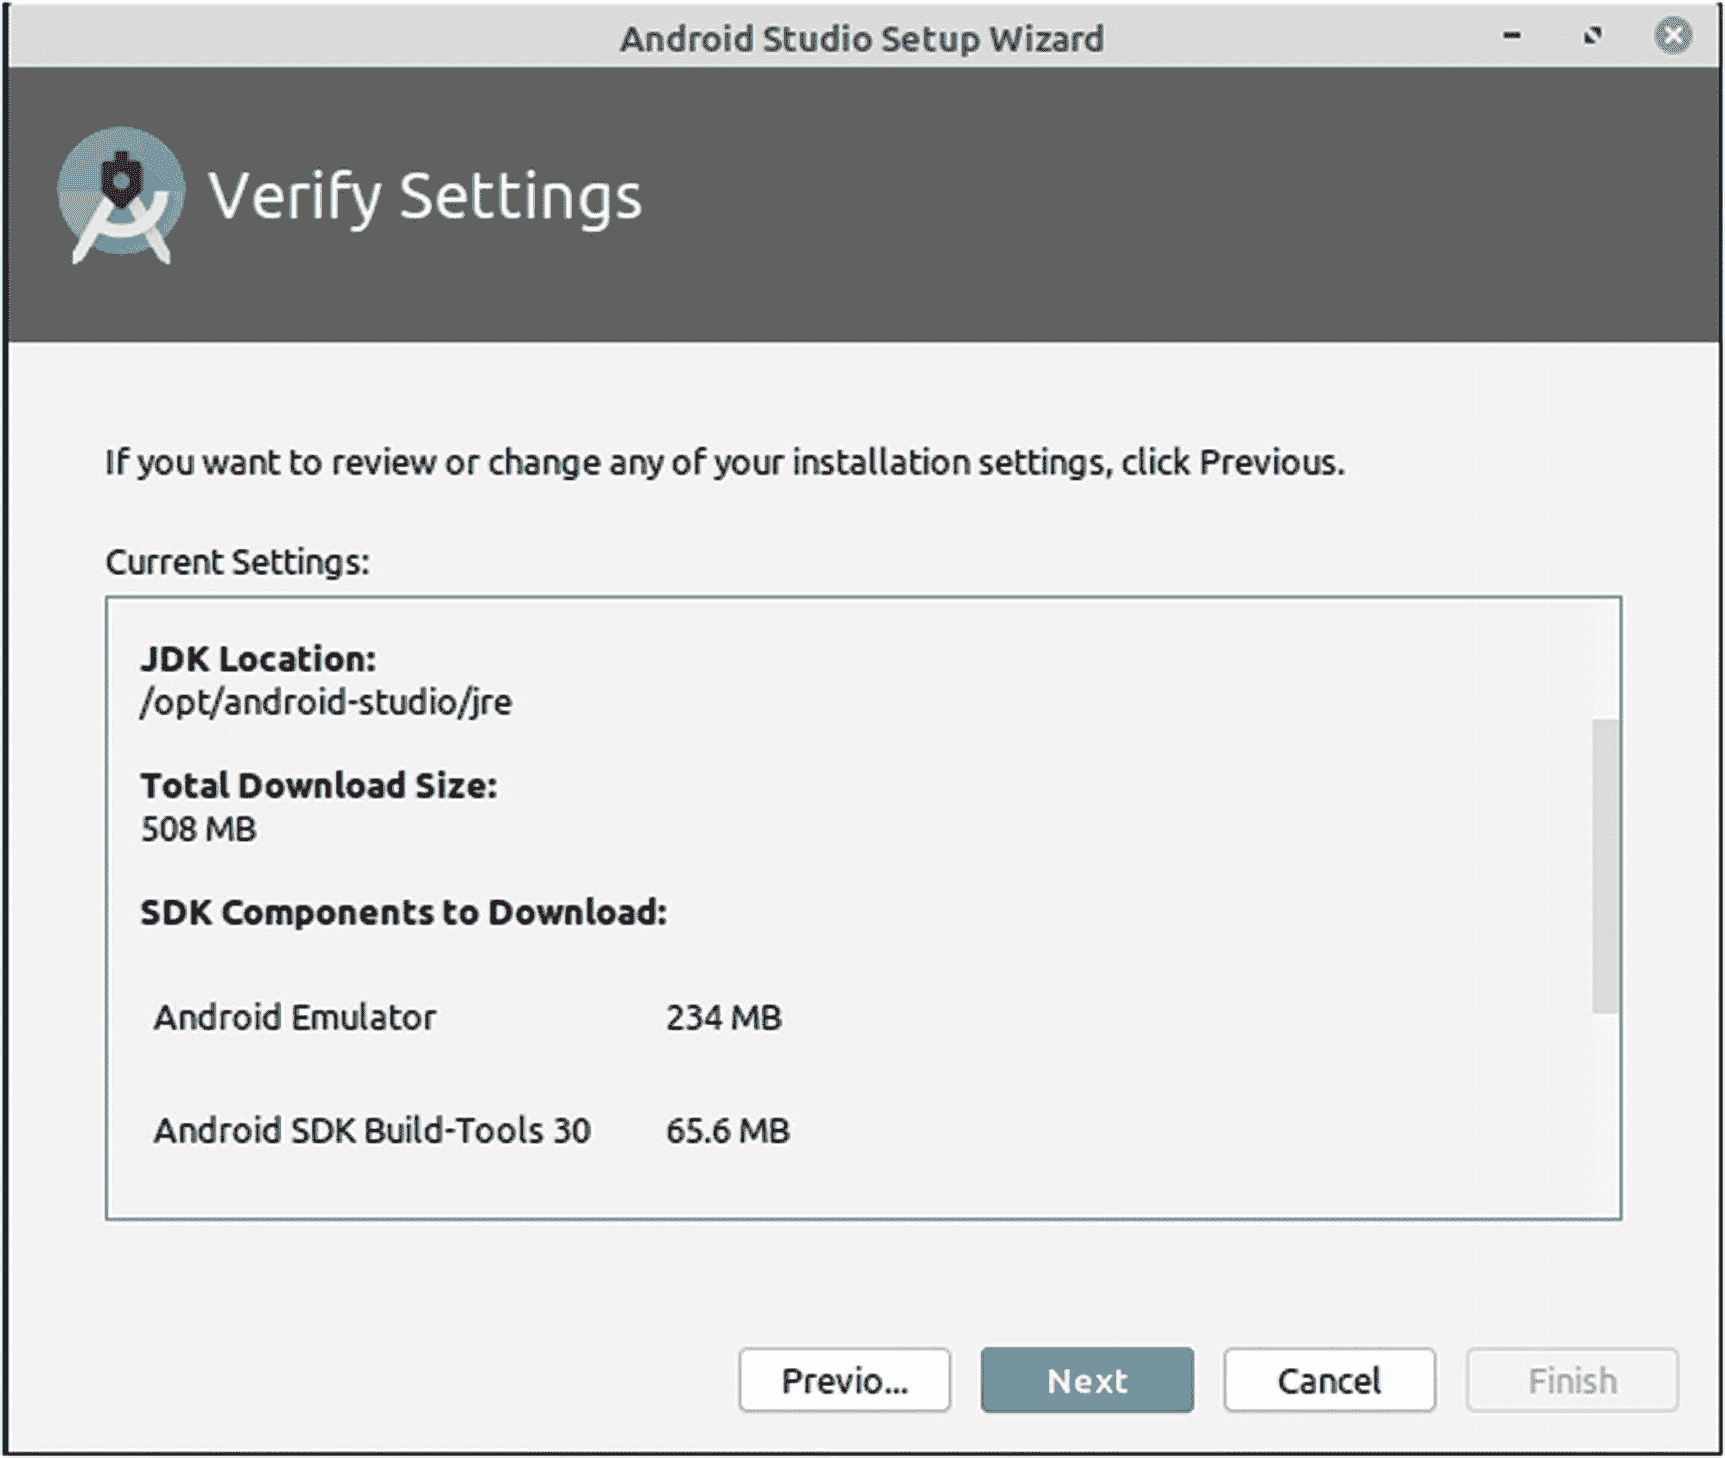 Android Studio Setup Wizard
Verify Settings
If you want to review or change any of your installation settings, click Previous.
Current Settings:
JDK Location:
/opt/android-studio/jre
Total Download Size:
508 MB
SDK Components to Download:
Android Emulator 234 MB
Android SDK Build-Tools 30 65.6 MB
Previo... Next Cancel Finish